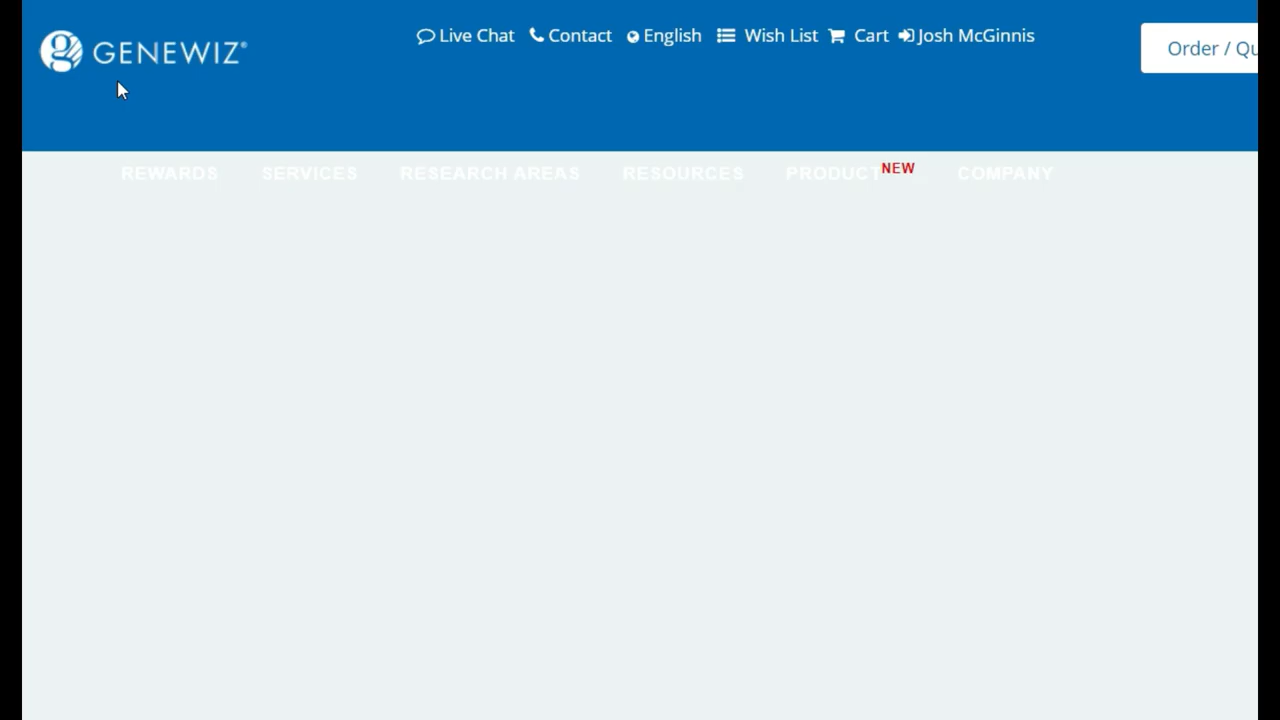 GENEWIZ®
Live Chat Contact English Wish List Cart Josh McGinnis
Order / Qu
REWARDS SERVICES RESEARCH AREAS RESOURCES PRODUCT NEW COMPANY